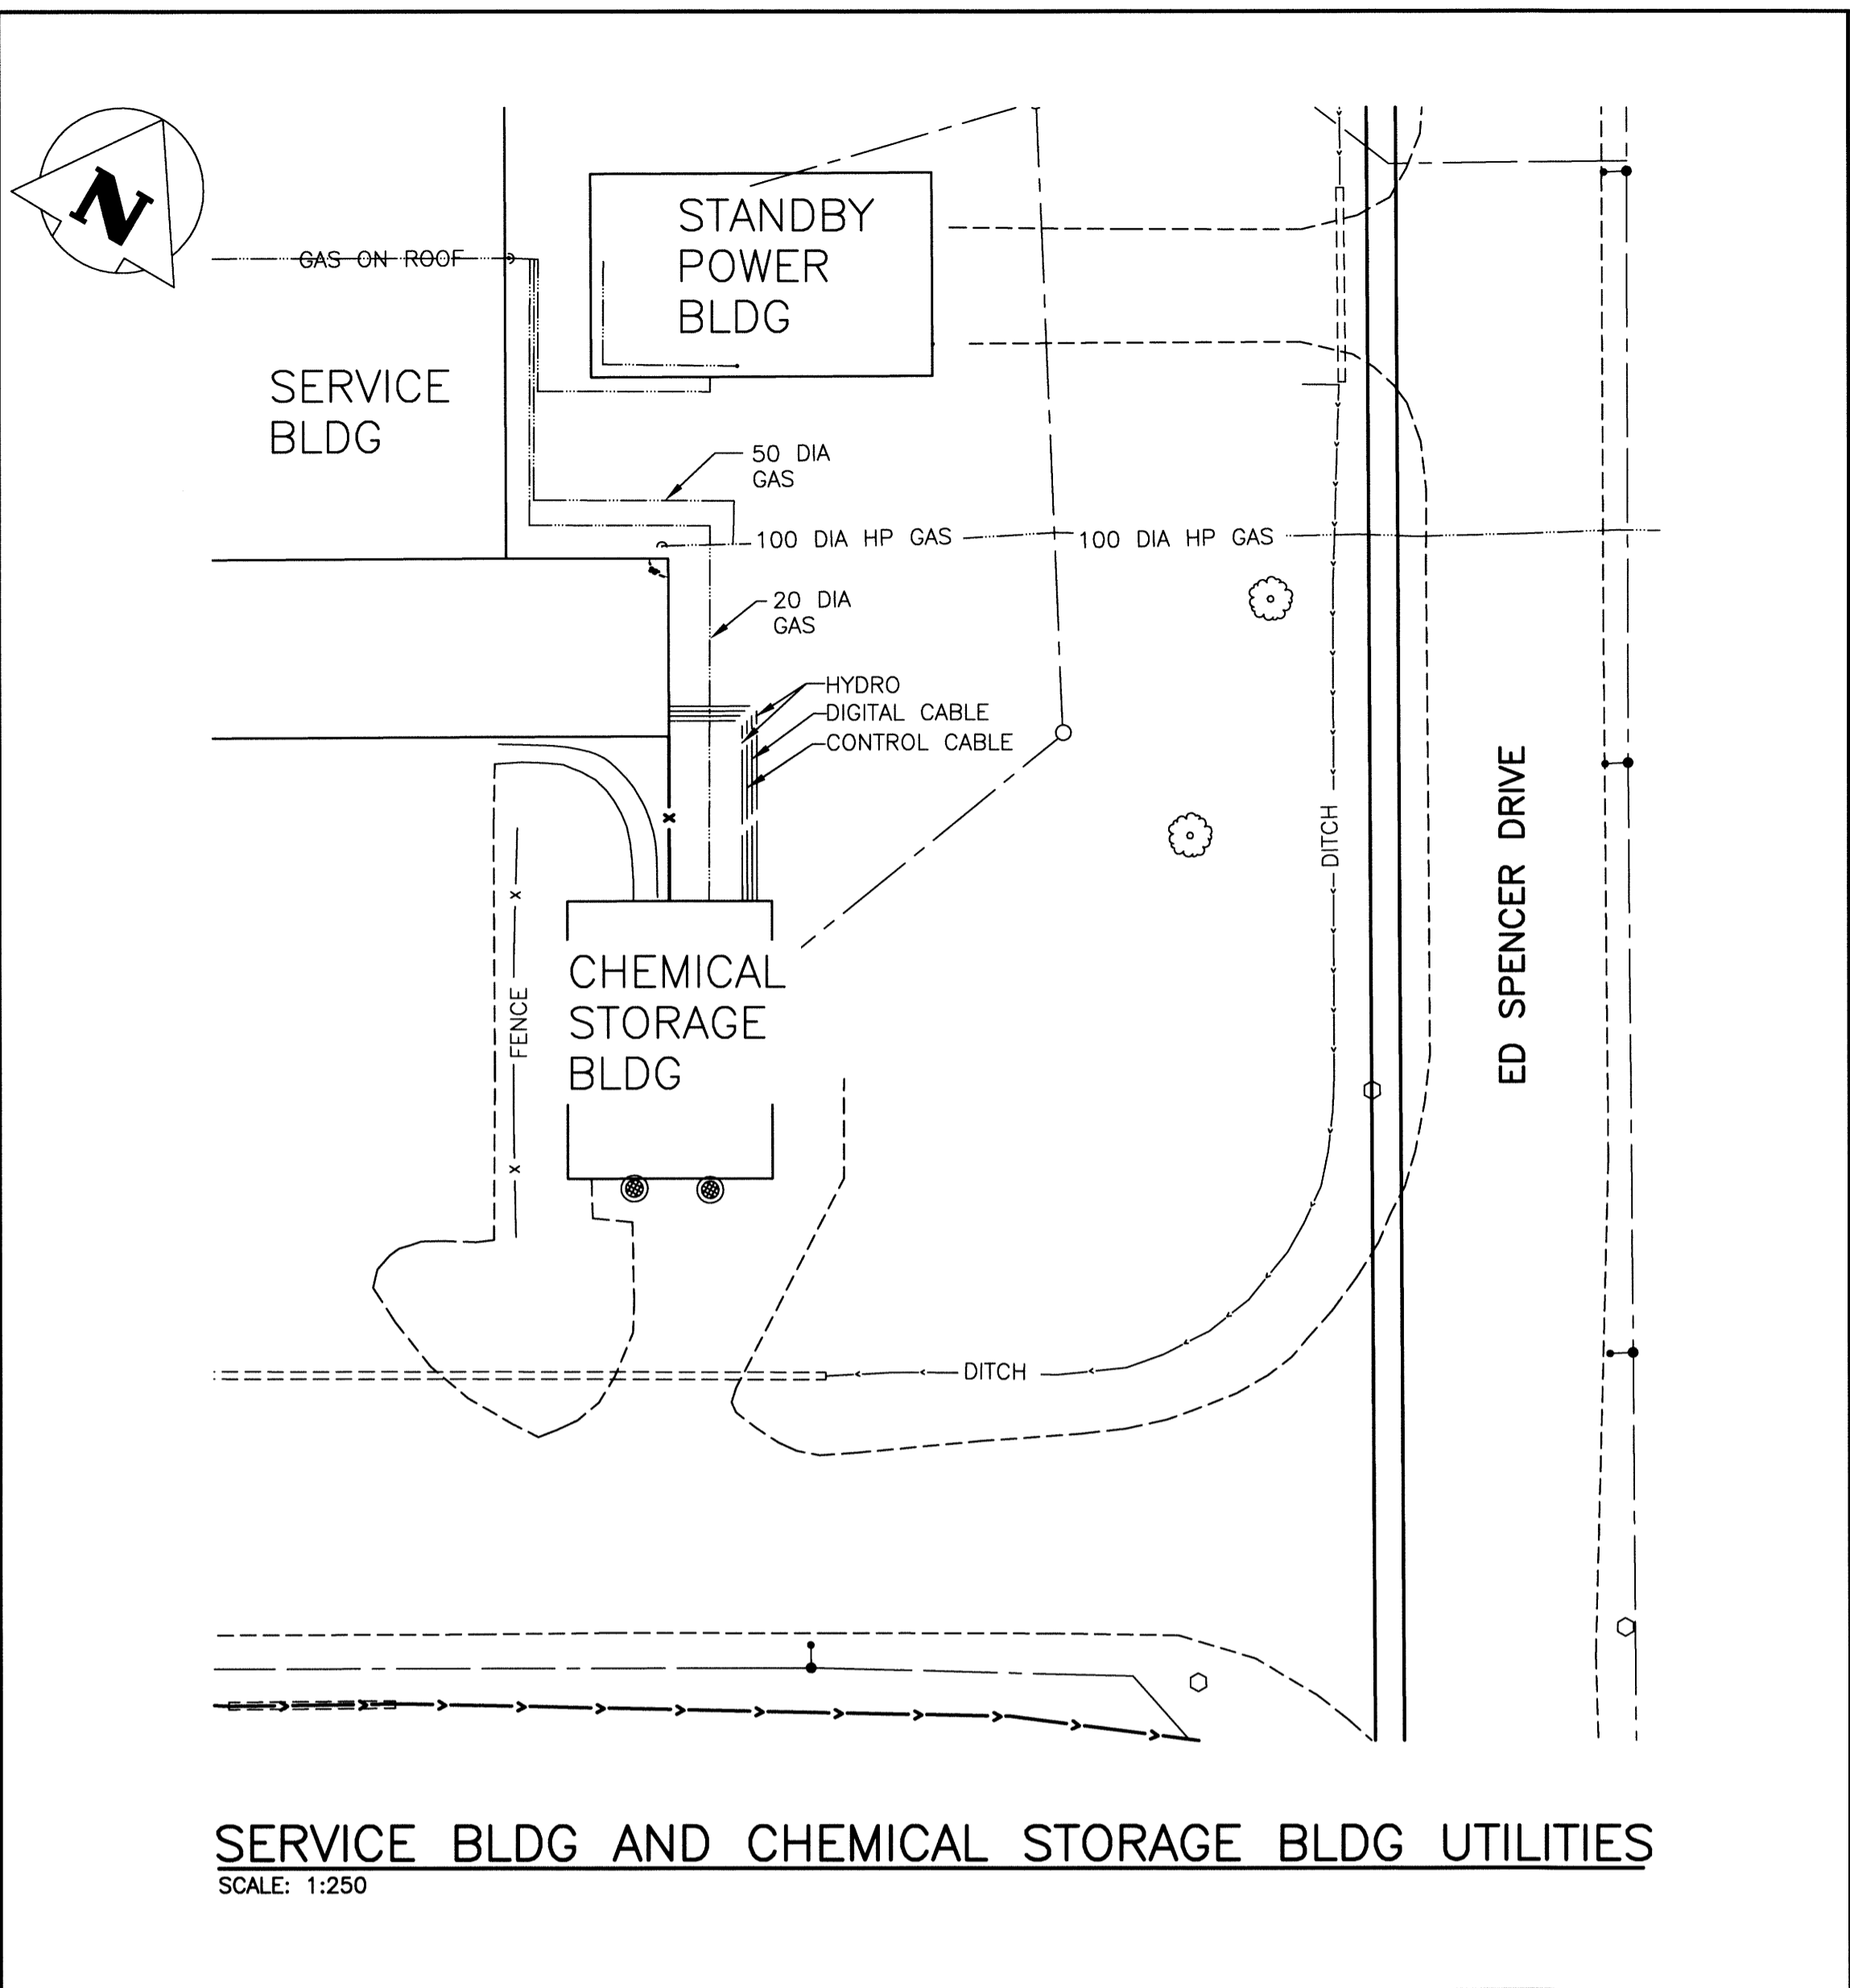 N
GAS ON ROOF
STANDBY
POWER
BLDG
SERVICE
BLDG
50 DIA
GAS
100 DIA HP GAS
100 DIA HP GAS
20 DIA
GAS
HYDRO
DIGITAL CABLE
CONTROL CABLE
DITCH
ED SPENCER DRIVE
FENCE
CHEMICAL
STORAGE
BLDG
DITCH
SERVICE BLDG AND CHEMICAL STORAGE BLDG UTILITIES
SCALE: 1:250